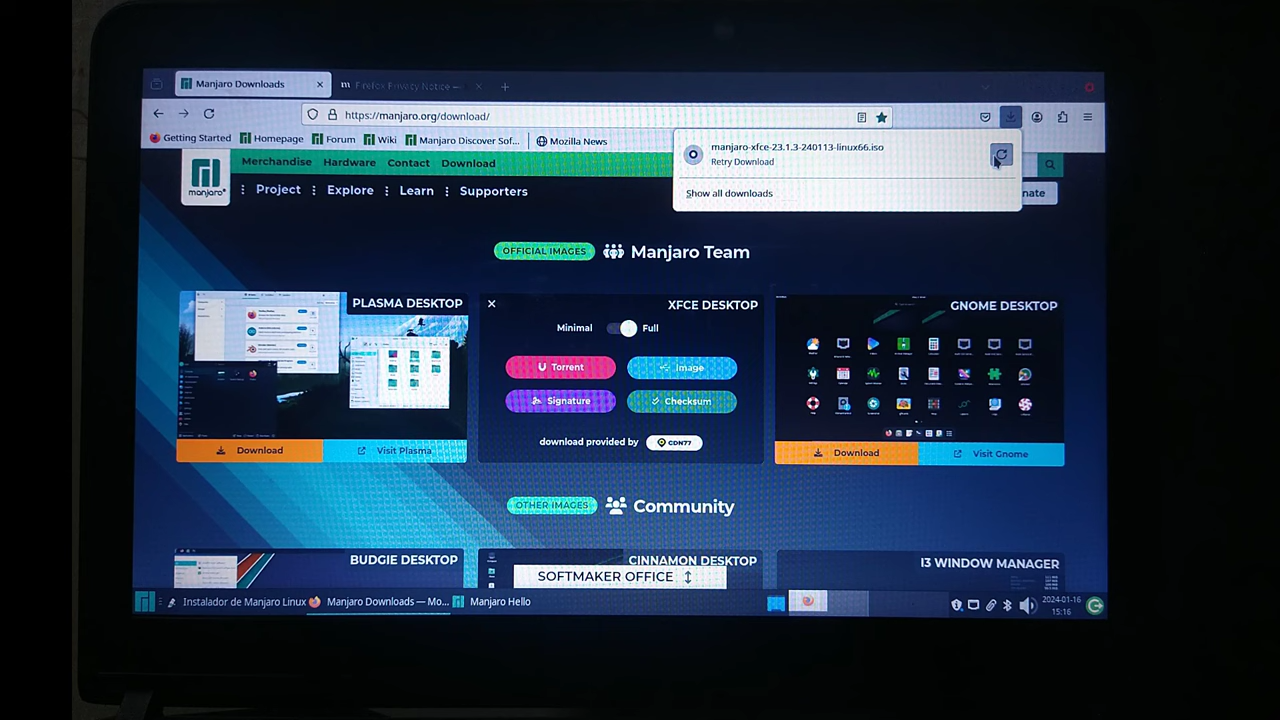 Manjaro Downloads
Firefox Privacy Notice —
https://manjaro.org/download/
Getting Started
Homepage
Forum
Wiki
Manjaro Discover Sof...
Mozilla News
manjaro-xfce-23.1.3-240113-linux66.iso
Retry Download
Show all downloads
manjaro
Merchandise Hardware Contact Download
Project Explore Learn Supporters
nate
OFFICIAL IMAGES Manjaro Team
PLASMA DESKTOP
Download
Visit Plasma
XFCE DESKTOP
Minimal Full
Torrent Image
Signature Checksum
download provided by CDN77
GNOME DESKTOP
Download
Visit Gnome
OTHER IMAGES Community
BUDGIE DESKTOP
CINNAMON DESKTOP
I3 WINDOW MANAGER
SOFTMAKER OFFICE
Instalador de Manjaro Linux
Manjaro Downloads — Mo...
Manjaro Hello
2024-01-16
15:16